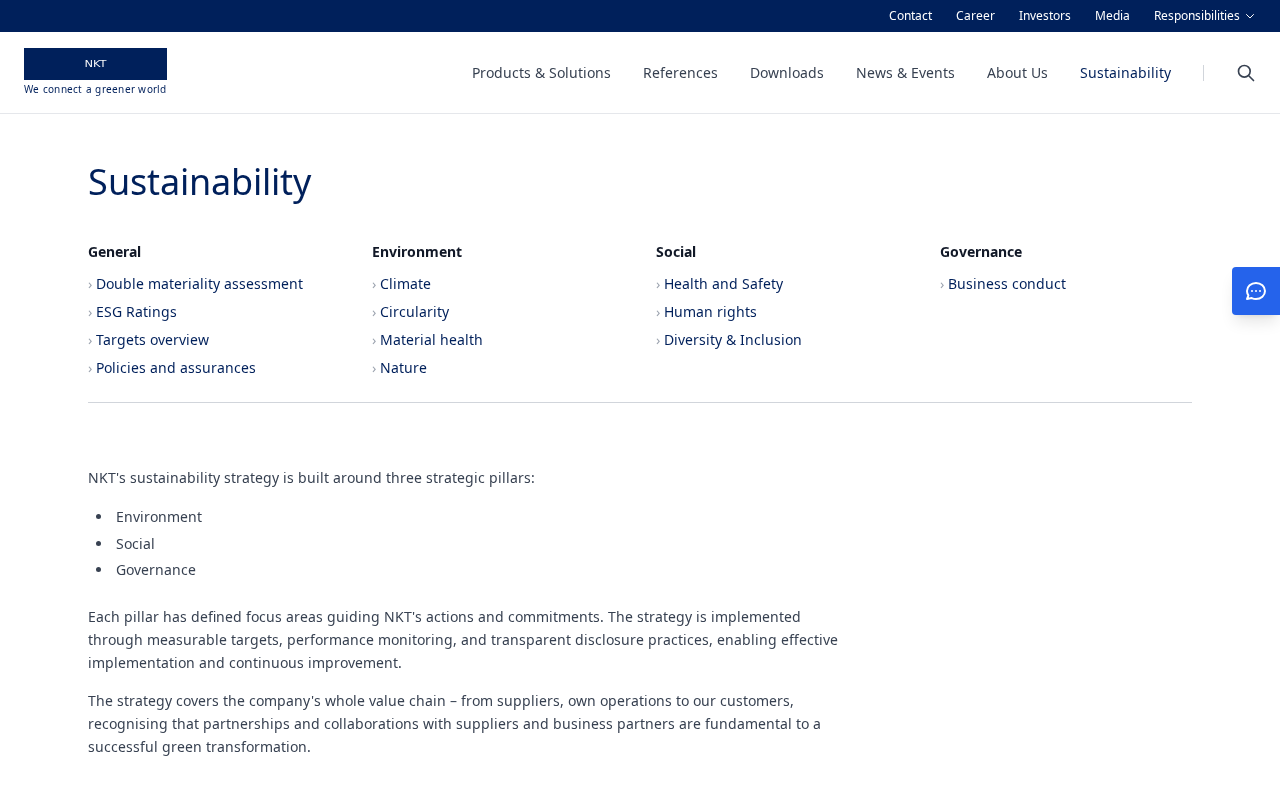 Contact Career Investors Media Responsibilities
NKT
We connect a greener world
Products & Solutions References Downloads News & Events About Us Sustainability
Sustainability
General
› Double materiality assessment
› ESG Ratings
› Targets overview
› Policies and assurances
Environment
› Climate
› Circularity
› Material health
› Nature
Social
› Health and Safety
› Human rights
› Diversity & Inclusion
Governance
› Business conduct
NKT's sustainability strategy is built around three strategic pillars:
• Environment
• Social
• Governance
Each pillar has defined focus areas guiding NKT's actions and commitments. The strategy is implemented
through measurable targets, performance monitoring, and transparent disclosure practices, enabling effective
implementation and continuous improvement.
The strategy covers the company's whole value chain – from suppliers, own operations to our customers,
recognising that partnerships and collaborations with suppliers and business partners are fundamental to a
successful green transformation.